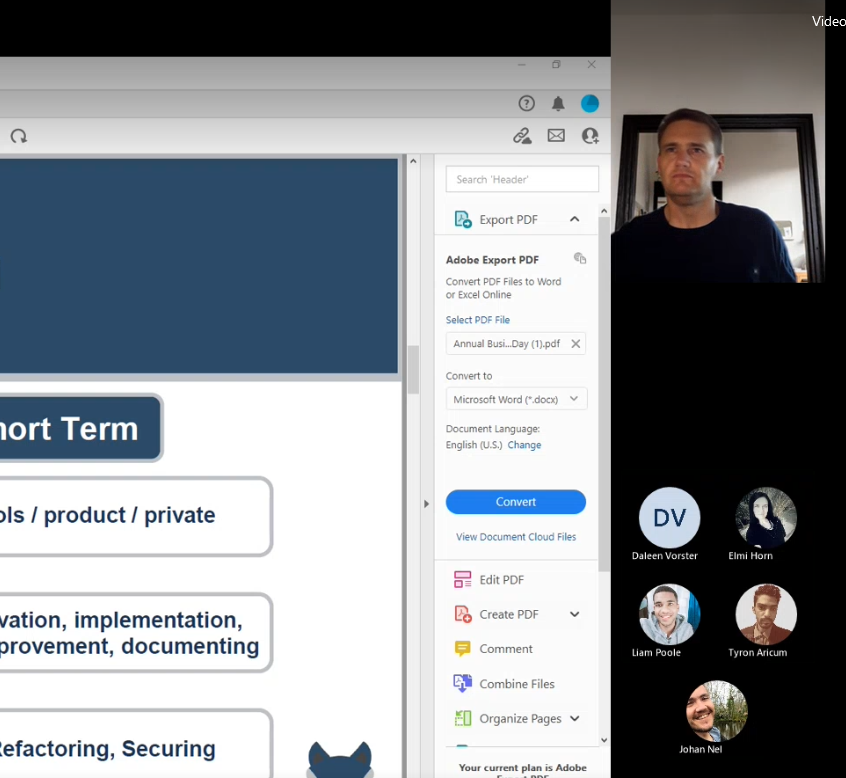 Video
Search 'Header'
Export PDF
Adobe Export PDF
Convert PDF Files to Word
or Excel Online
Select PDF File
Annual Busi...Day (1).pdf
Convert to
Microsoft Word (*.docx)
Document Language:
English (U.S.) Change
Convert
View Document Cloud Files
Edit PDF
Create PDF
Comment
Combine Files
Organize Pages
Your current plan is Adobe
Export PDF
hort Term
ols / product / private
vation, implementation,
provement, documenting
Refactoring, Securing
DV
Daleen Vorster
Elmi Horn
Liam Poole
Tyron Aricum
Johan Nel